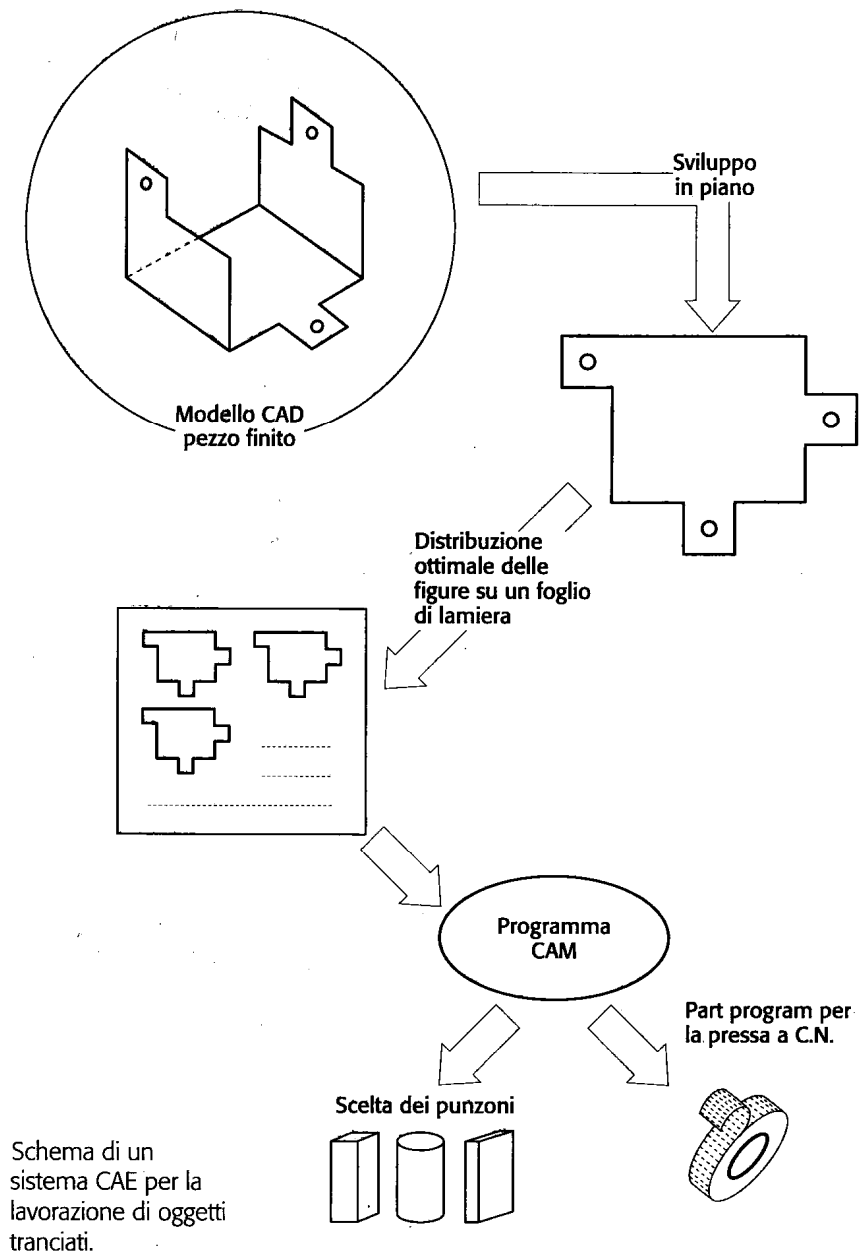 Sviluppo
in piano
Modello CAD
pezzo finito
Distribuzione
ottimale delle
figure su un foglio
di lamiera
Programma
CAM
Part program per
la pressa a C.N.
Scelta dei punzoni
Schema di un
sistema CAE per la
lavorazione di oggetti
tranciati.